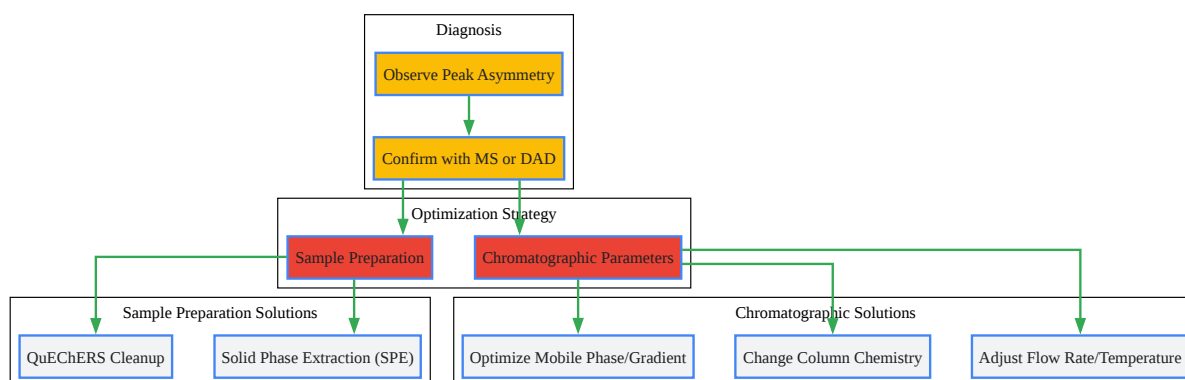 Diagnosis
Observe Peak Asymmetry
Confirm with MS or DAD
Optimization Strategy
Sample Preparation
Chromatographic Parameters
Sample Preparation Solutions
Chromatographic Solutions
QuEChERS Cleanup
Solid Phase Extraction (SPE)
Optimize Mobile Phase/Gradient
Change Column Chemistry
Adjust Flow Rate/Temperature